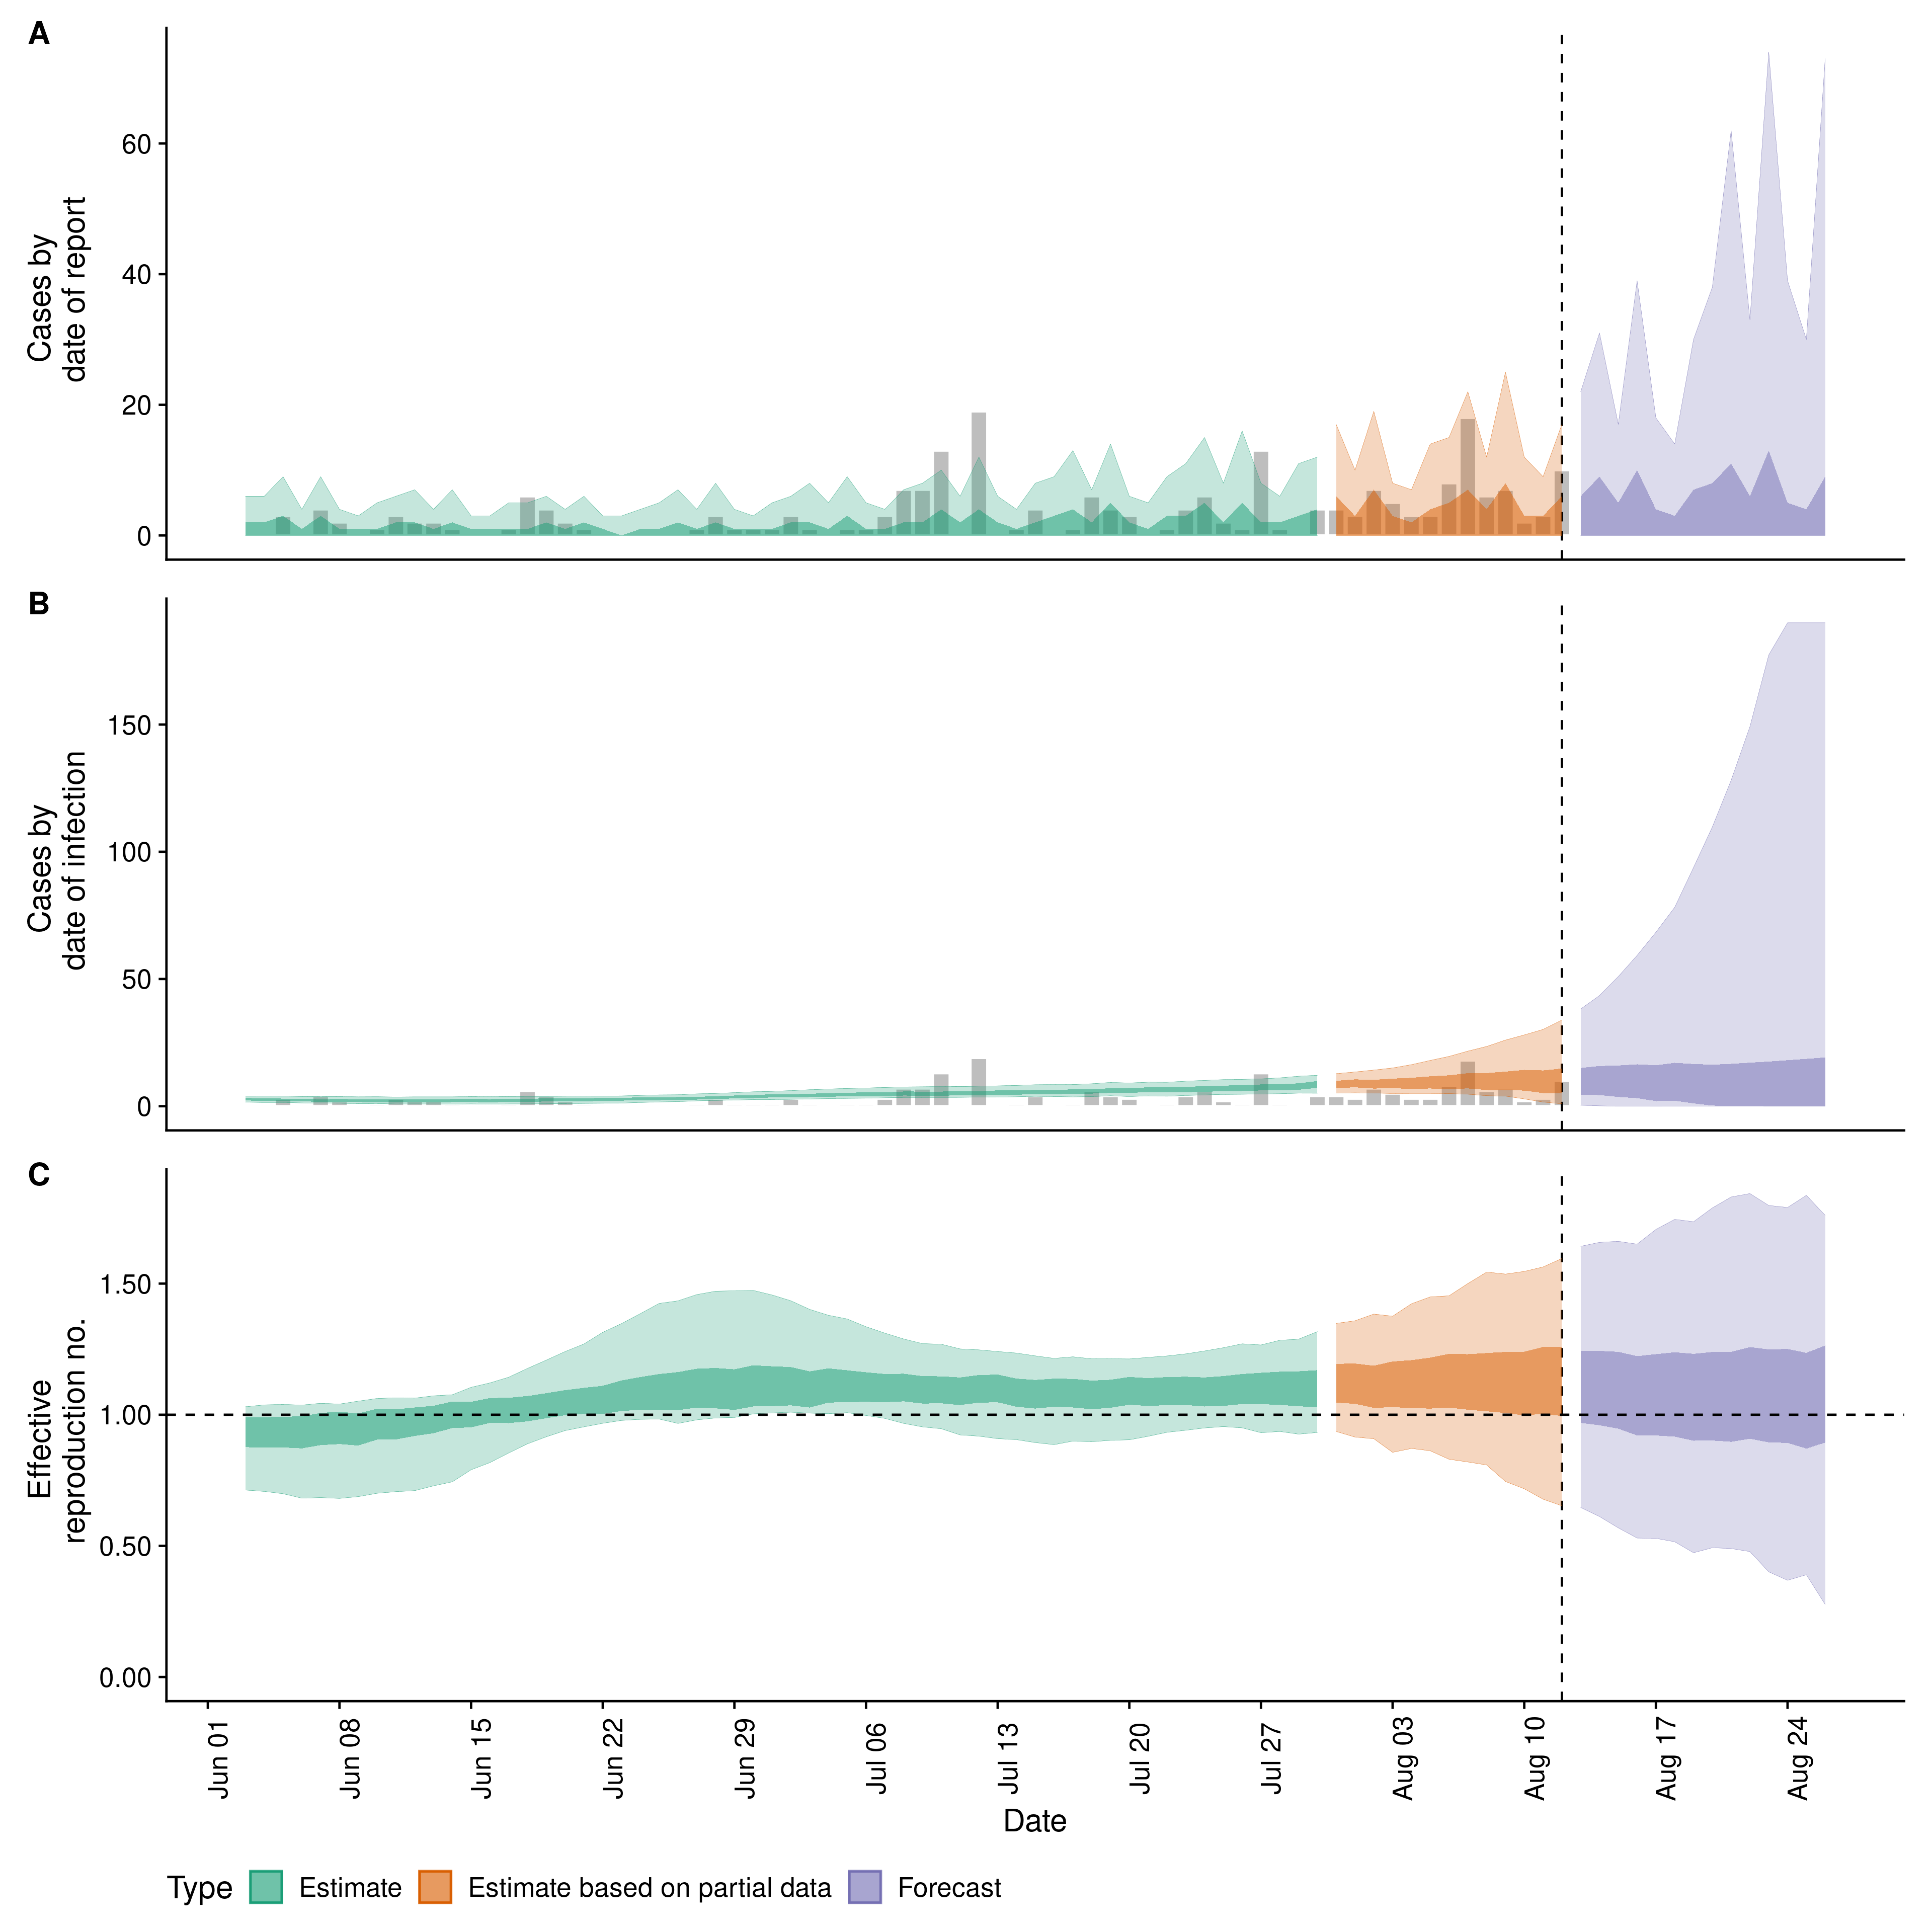 A
Cases by
date of report
60
40
20
0
B
Cases by
date of infection
150
100
50
0
C
Effective
reproduction no.
1.50
1.00
0.50
0.00
Jun 01
Jun 08
Jun 15
Jun 22
Jun 29
Jul 06
Jul 13
Jul 20
Jul 27
Aug 03
Aug 10
Aug 17
Aug 24
Date
Type Estimate Estimate based on partial data Forecast